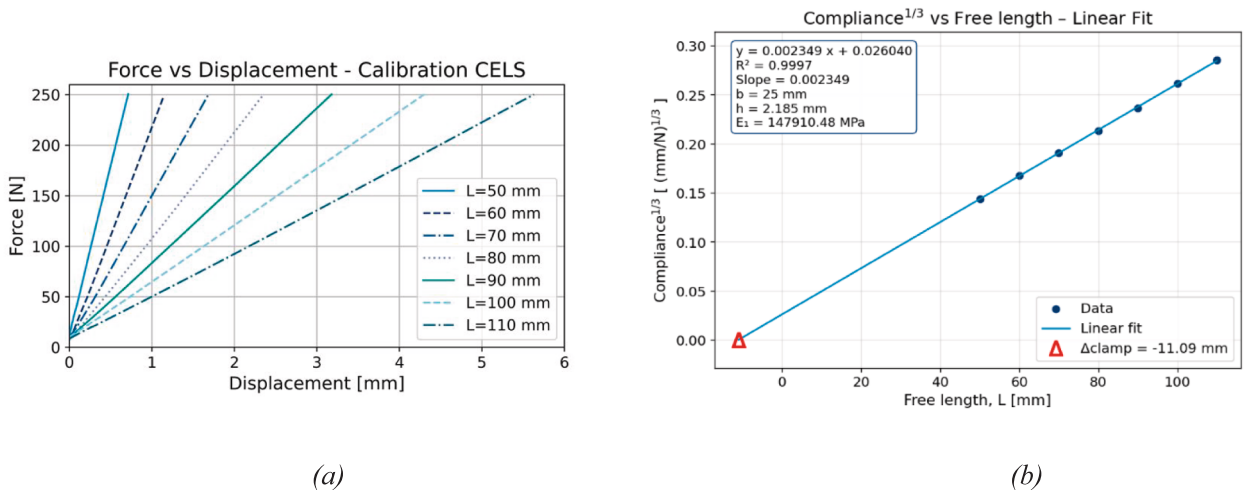 Force vs Displacement - Calibration CELS
Force [N]
250
200
150
100
50
0
L=50 mm
L=60 mm
L=70 mm
L=80 mm
L=90 mm
L=100 mm
L=110 mm
0 1 2 3 4 5 6
Displacement [mm]
(a)
Compliance^1/3 vs Free length – Linear Fit
Compliance^1/3 [ (mm/N)^1/3 ]
0.30
0.25
0.20
0.15
0.10
0.05
0.00
y = 0.002349 x + 0.026040
R² = 0.9997
Slope = 0.002349
b = 25 mm
h = 2.185 mm
E₁ = 147910.48 MPa
Data
Linear fit
Δclamp = -11.09 mm
0 20 40 60 80 100
Free length, L [mm]
(b)